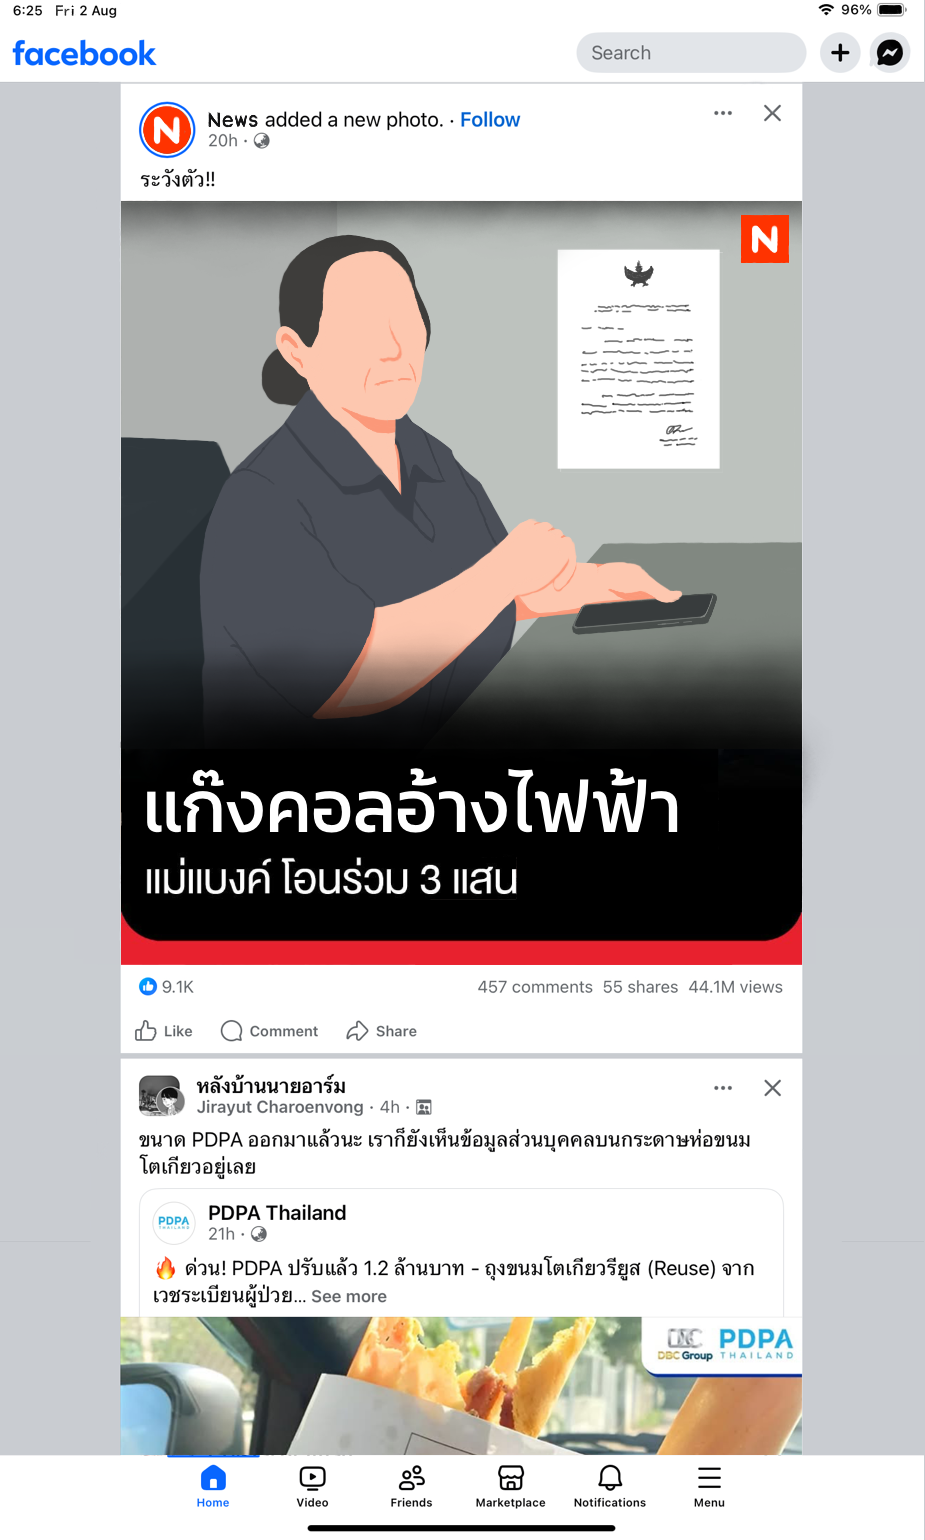 6:25 Fri 2 Aug 96%
facebook Search
News added a new photo. · Follow
20h ·
ระวังตัว!!
N
แก๊งคอลอ้างไฟฟ้า
แม่แบงค์ โอนร่วม 3 แสน
9.1K 457 comments 55 shares 44.1M views
Like Comment Share
หลังบ้านนายอาร์ม
Jirayut Charoenvong · 4h ·
ขนาด PDPA ออกมาแล้วนะ เราก็ยังเห็นข้อมูลส่วนบุคคลบนกระดาษห่อขนม
โตเกียวอยู่เลย
PDPA THAILAND
PDPA Thailand
21h ·
🔥 ด่วน! PDPA ปรับแล้ว 1.2 ล้านบาท - ถุงขนมโตเกียวรียูส (Reuse) จาก
เวชระเบียนผู้ป่วย... See more
DBC Group PDPA THAILAND
Home Video Friends Marketplace Notifications Menu